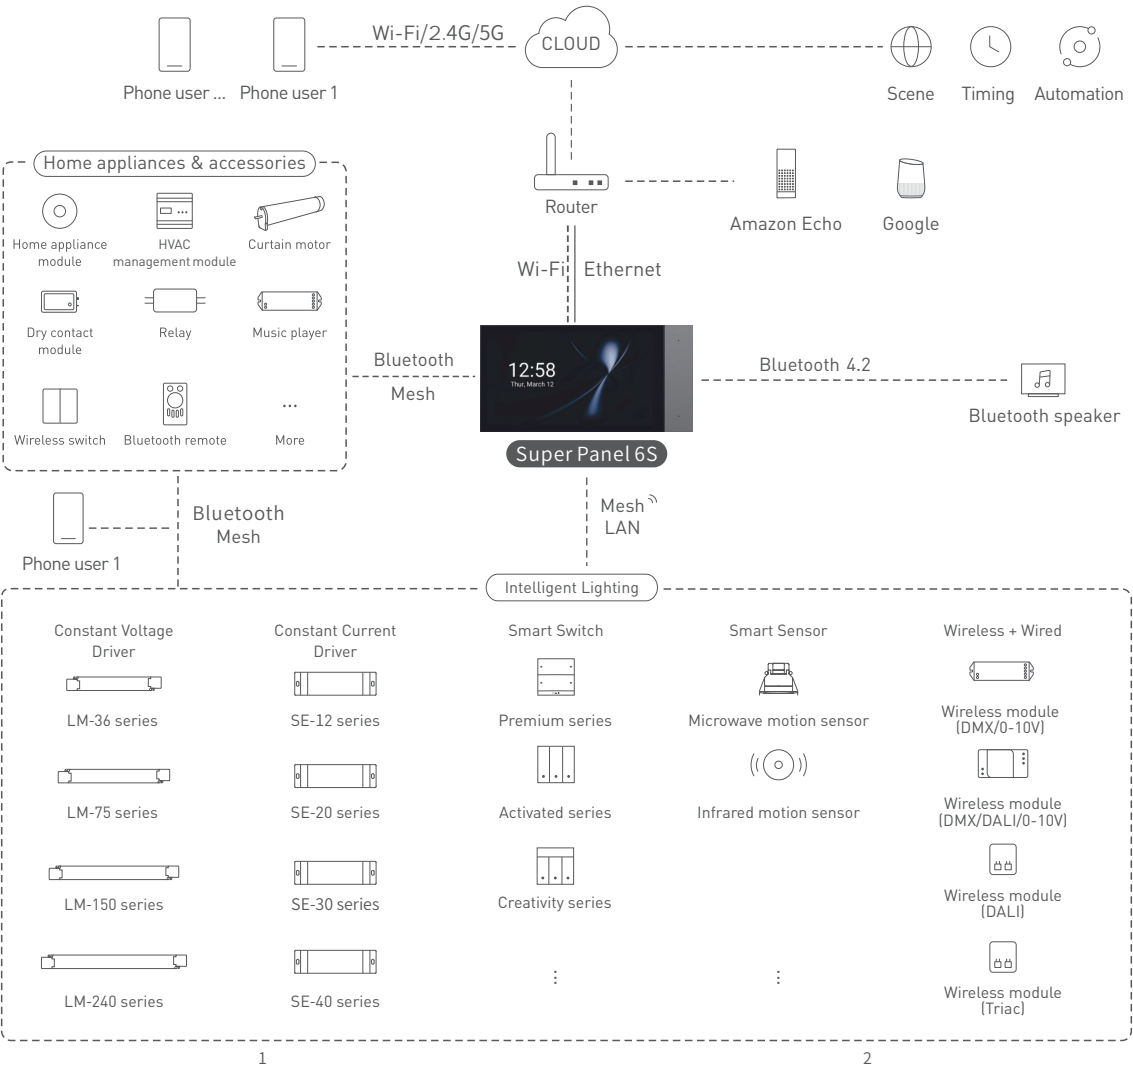 Wi-Fi/2.4G/5G
CLOUD
Phone user ...
Phone user 1
Scene
Timing
Automation
Home appliances & accessories
Router
Amazon Echo
Google
Home appliance
module
HVAC
management module
Curtain motor
Wi-Fi
Ethernet
Dry contact
module
Relay
Music player
Bluetooth
Mesh
12:58
Thur, March 12
Bluetooth 4.2
Bluetooth speaker
Wireless switch
Bluetooth remote
...
More
Super Panel 6S
Bluetooth
Mesh
Mesh
LAN
Phone user 1
Intelligent Lighting
Constant Voltage
Driver
Constant Current
Driver
Smart Switch
Smart Sensor
Wireless + Wired
LM-36 series
SE-12 series
Premium series
Microwave motion sensor
Wireless module
(DMX/0-10V)
LM-75 series
SE-20 series
Activated series
Infrared motion sensor
Wireless module
(DMX/DALI/0-10V)
LM-150 series
SE-30 series
Creativity series
Wireless module
(DALI)
LM-240 series
SE-40 series
⋮
⋮
Wireless module
(Triac)
1
2